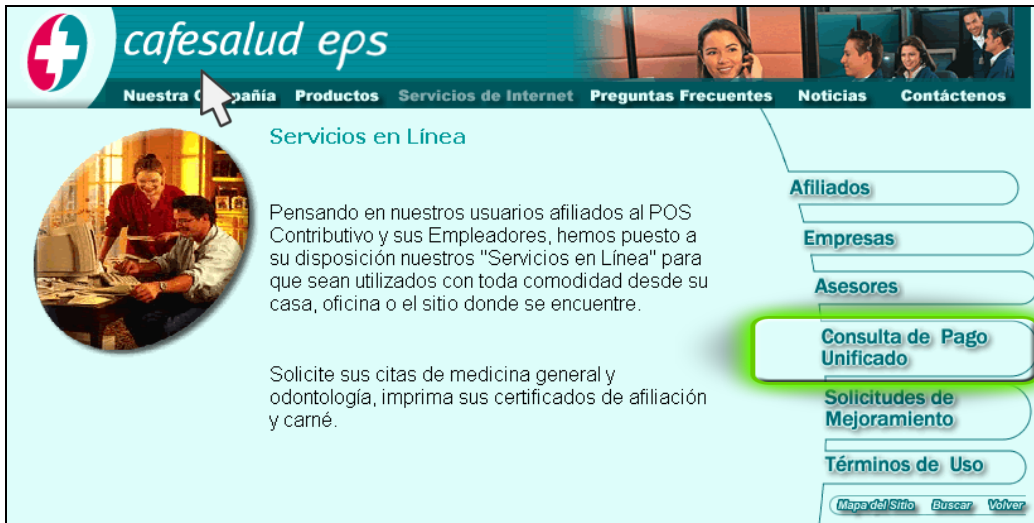 cafesalud eps
Nuestra Compañía Productos Servicios de Internet Preguntas Frecuentes Noticias Contáctenos
Servicios en Línea
Pensando en nuestros usuarios afiliados al POS
Contributivo y sus Empleadores, hemos puesto a
su disposición nuestros "Servicios en Línea" para
que sean utilizados con toda comodidad desde su
casa, oficina o el sitio donde se encuentre.
Solicite sus citas de medicina general y
odontología, imprima sus certificados de afiliación
y carné.
Afiliados
Empresas
Asesores
Consulta de Pago
Unificado
Solicitudes de
Mejoramiento
Términos de Uso
Mapa del Sitio Buscar Volver